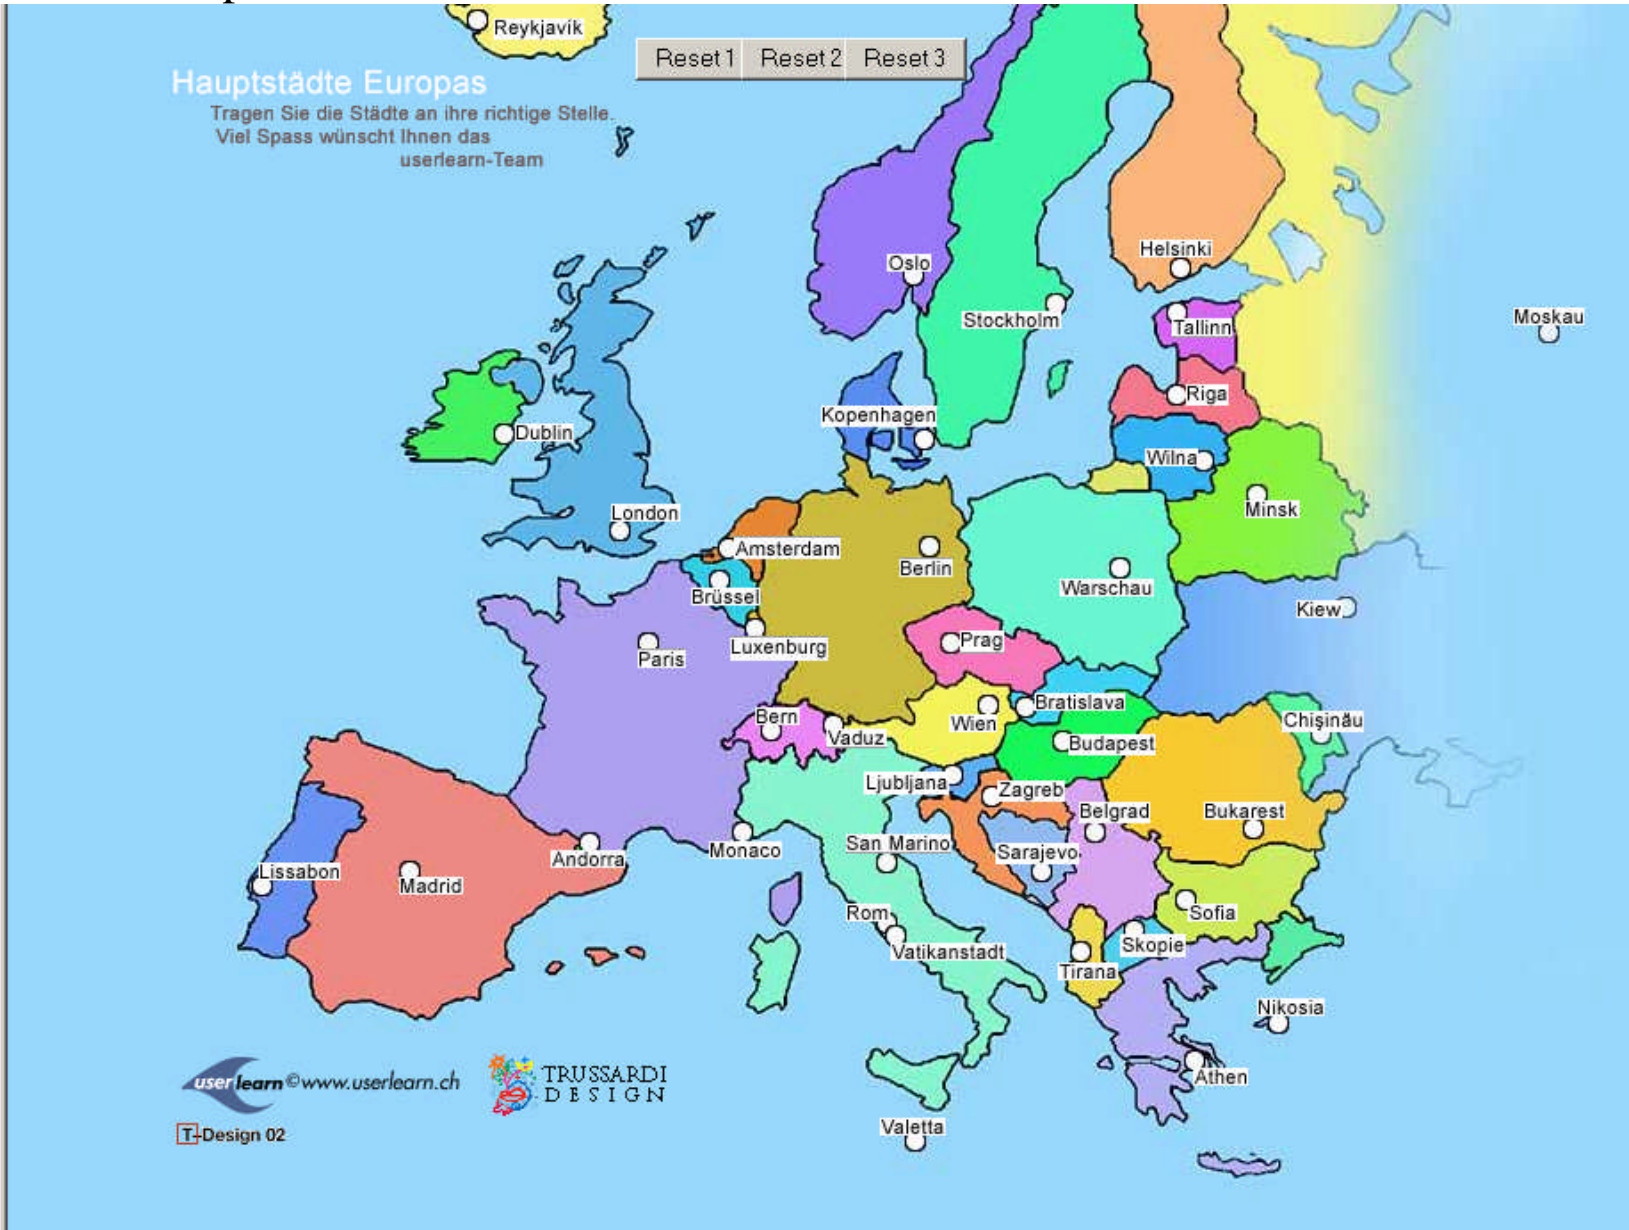 Reykjavík
Reset 1 Reset 2 Reset 3
Hauptstädte Europas
Tragen Sie die Städte an ihre richtige Stelle.
Viel Spass wünscht Ihnen das
userlearn-Team
Helsinki
Oslo
Stockholm
Tallinn
Moskau
Riga
Kopenhagen
Dublin
Wilna
Minsk
London
Amsterdam
Berlin
Warschau
Brüssel
Kiew
Luxenburg
Paris
Prag
Bratislava
Bern
Wien
Vaduz
Chişinău
Budapest
Ljubljana
Zagreb
Belgrad
Bukarest
Monaco
San Marino
Sarajevo
Andorra
Lissabon
Madrid
Rom
Sofia
Vatikanstadt
Skopie
Tirana
Nikosia
Athen
userlearn©www.userlearn.ch
TRUSSARDI
DESIGN
Valetta
T-Design 02